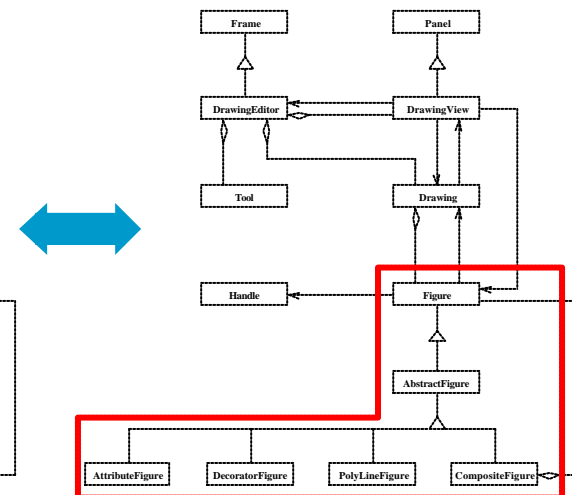 Frame Panel
DrawingEditor DrawingView
Tool Drawing
Handle Figure
AbstractFigure
AttributeFigure DecoratorFigure PolyLineFigure CompositeFigure